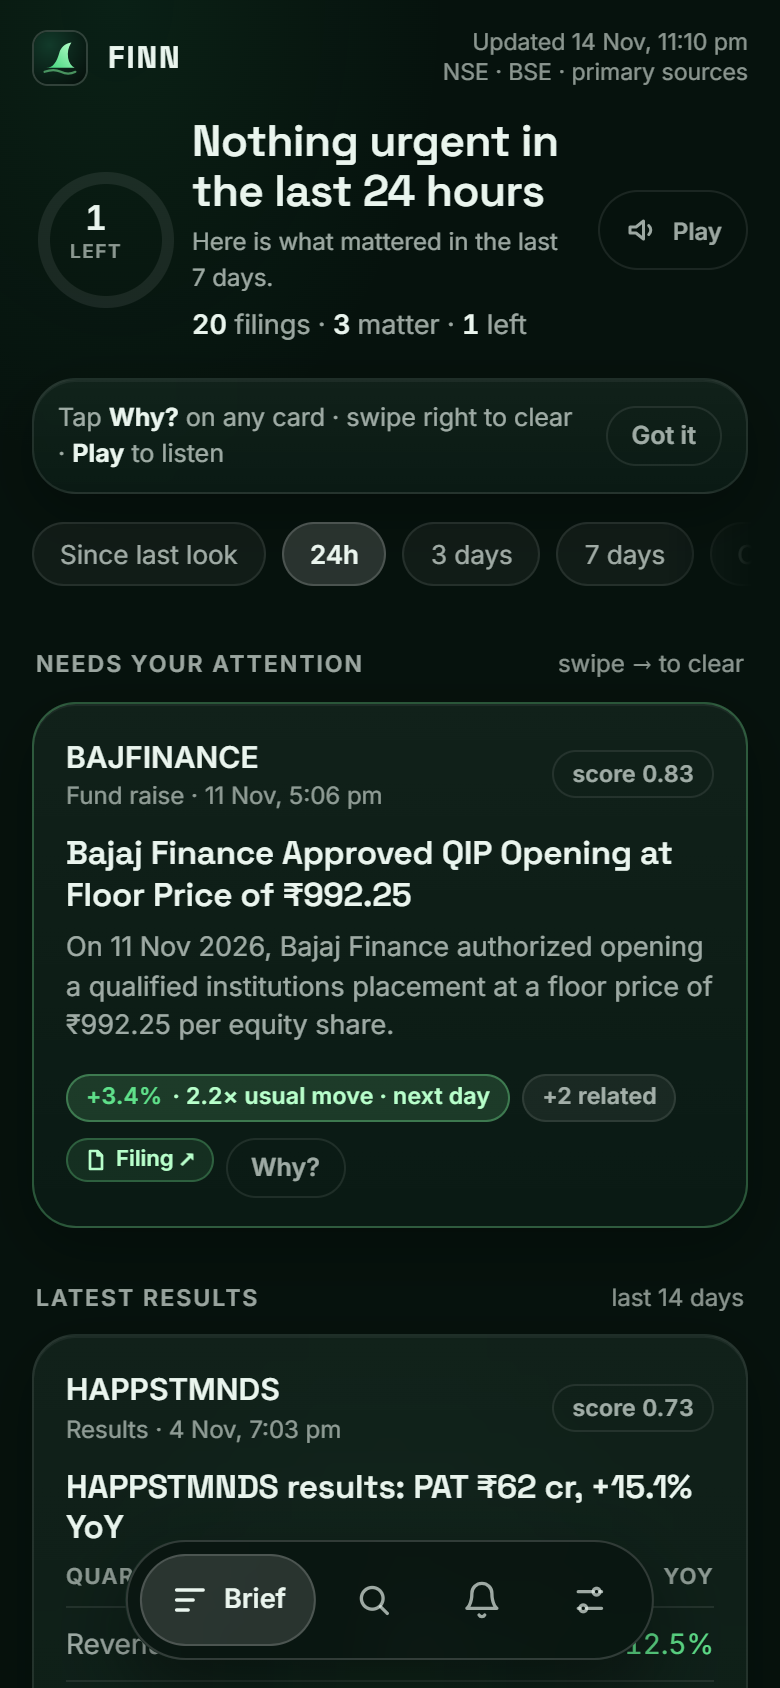 FINN
Updated 14 Nov, 11:10 pm
NSE · BSE · primary sources
1
LEFT
Nothing urgent in
the last 24 hours
Here is what mattered in the last
7 days.
20 filings · 3 matter · 1 left
Play
Tap Why? on any card · swipe right to clear
· Play to listen
Got it
Since last look
24h
3 days
7 days
NEEDS YOUR ATTENTION
swipe → to clear
BAJFINANCE
Fund raise · 11 Nov, 5:06 pm
score 0.83
Bajaj Finance Approved QIP Opening at
Floor Price of ₹992.25
On 11 Nov 2026, Bajaj Finance authorized opening
a qualified institutions placement at a floor price of
₹992.25 per equity share.
+3.4% · 2.2× usual move · next day
+2 related
Filing ↗
Why?
LATEST RESULTS
last 14 days
HAPPSTMNDS
Results · 4 Nov, 7:03 pm
score 0.73
HAPPSTMNDS results: PAT ₹62 cr, +15.1%
YoY
YOY
Brief